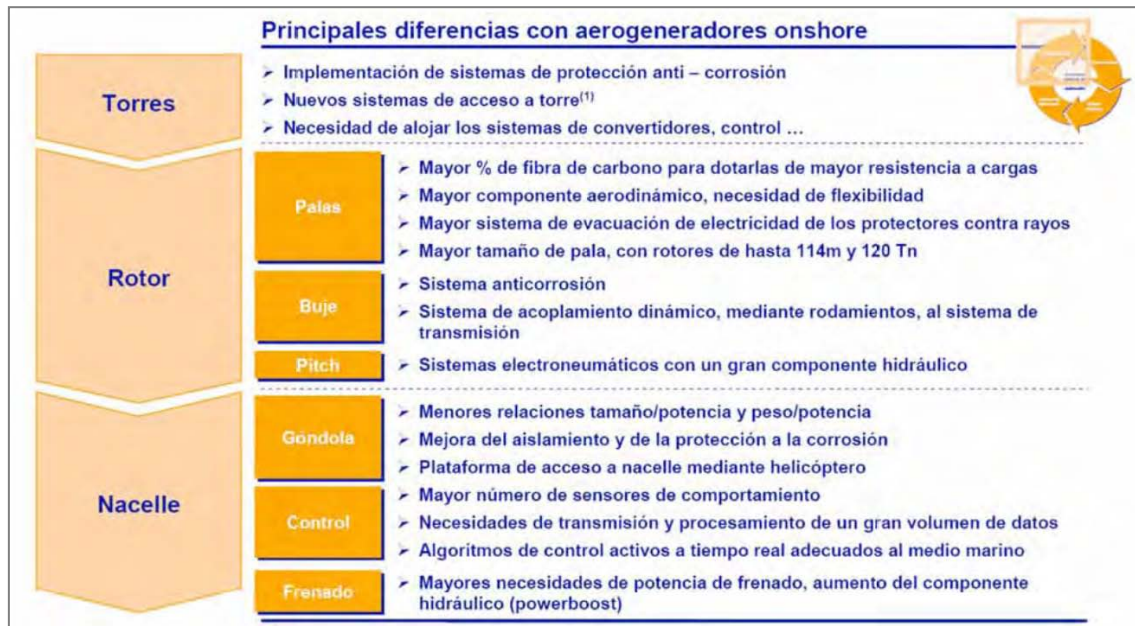 Principales diferencias con aerogeneradores onshore
Torres
➤ Implementación de sistemas de protección anti – corrosión
➤ Nuevos sistemas de acceso a torre(1)
➤ Necesidad de alojar los sistemas de convertidores, control ...
Rotor
Palas
➤ Mayor % de fibra de carbono para dotarlas de mayor resistencia a cargas
➤ Mayor componente aerodinámico, necesidad de flexibilidad
➤ Mayor sistema de evacuación de electricidad de los protectores contra rayos
➤ Mayor tamaño de pala, con rotores de hasta 114m y 120 Tn
Buje
➤ Sistema anticorrosión
➤ Sistema de acoplamiento dinámico, mediante rodamientos, al sistema de
transmisión
Pitch
➤ Sistemas electroneumáticos con un gran componente hidráulico
Nacelle
Góndola
➤ Menores relaciones tamaño/potencia y peso/potencia
➤ Mejora del aislamiento y de la protección a la corrosión
➤ Plataforma de acceso a nacelle mediante helicóptero
Control
➤ Mayor número de sensores de comportamiento
➤ Necesidades de transmisión y procesamiento de un gran volumen de datos
➤ Algoritmos de control activos a tiempo real adecuados al medio marino
Frenado
➤ Mayores necesidades de potencia de frenado, aumento del componente
hidráulico (powerboost)